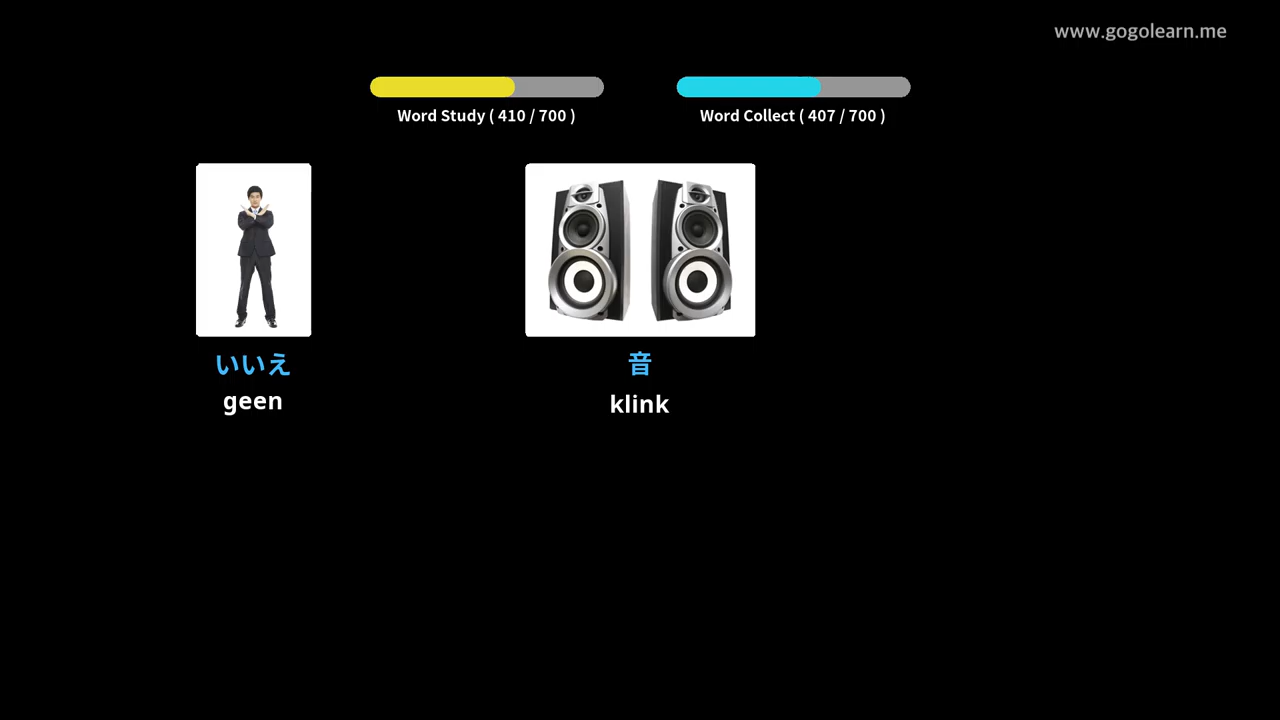 www.gogolearn.me
Word Study ( 410 / 700 )
Word Collect ( 407 / 700 )
いいえ
geen
音
klink